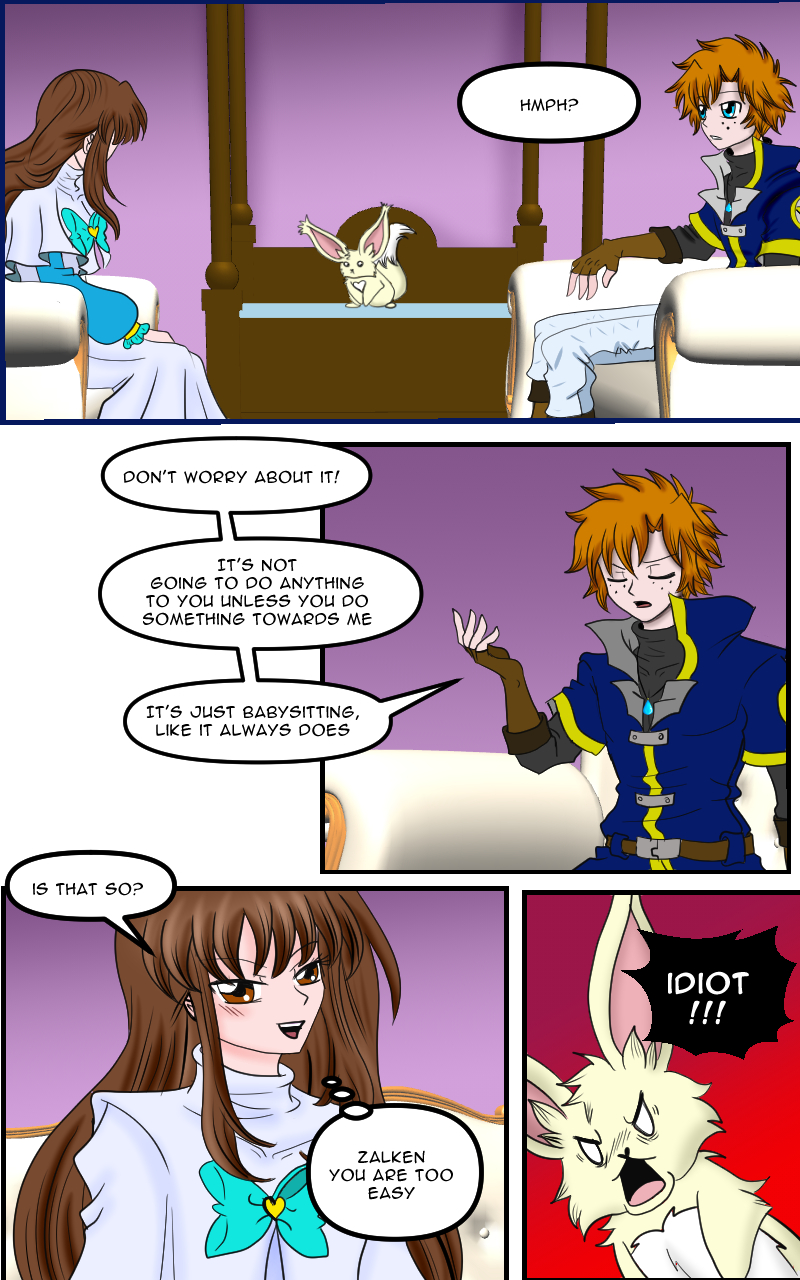 HMPH?
DON'T WORRY ABOUT IT!
IT'S NOT
GOING TO DO ANYTHING
TO YOU UNLESS YOU DO
SOMETHING TOWARDS ME
IT'S JUST BABYSITTING,
LIKE IT ALWAYS DOES
IS THAT SO?
ZALKEN
YOU ARE TOO
EASY
IDIOT
!!!